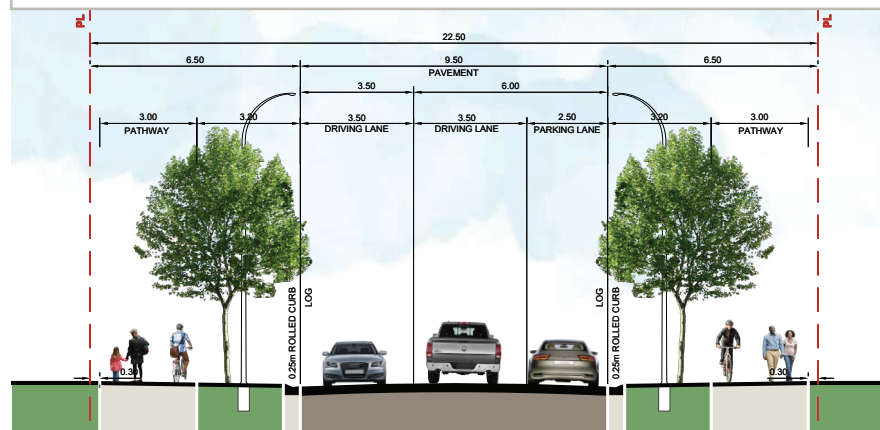 PL
PL
22.50
6.50
9.50
6.50
PAVEMENT
3.50
6.00
3.00
3.20
3.50
3.50
2.50
3.20
3.00
PATHWAY
DRIVING LANE
DRIVING LANE
PARKING LANE
PATHWAY
0.25m ROLLED CURB
LOG
LOG
0.25m ROLLED CURB
0.30
0.30